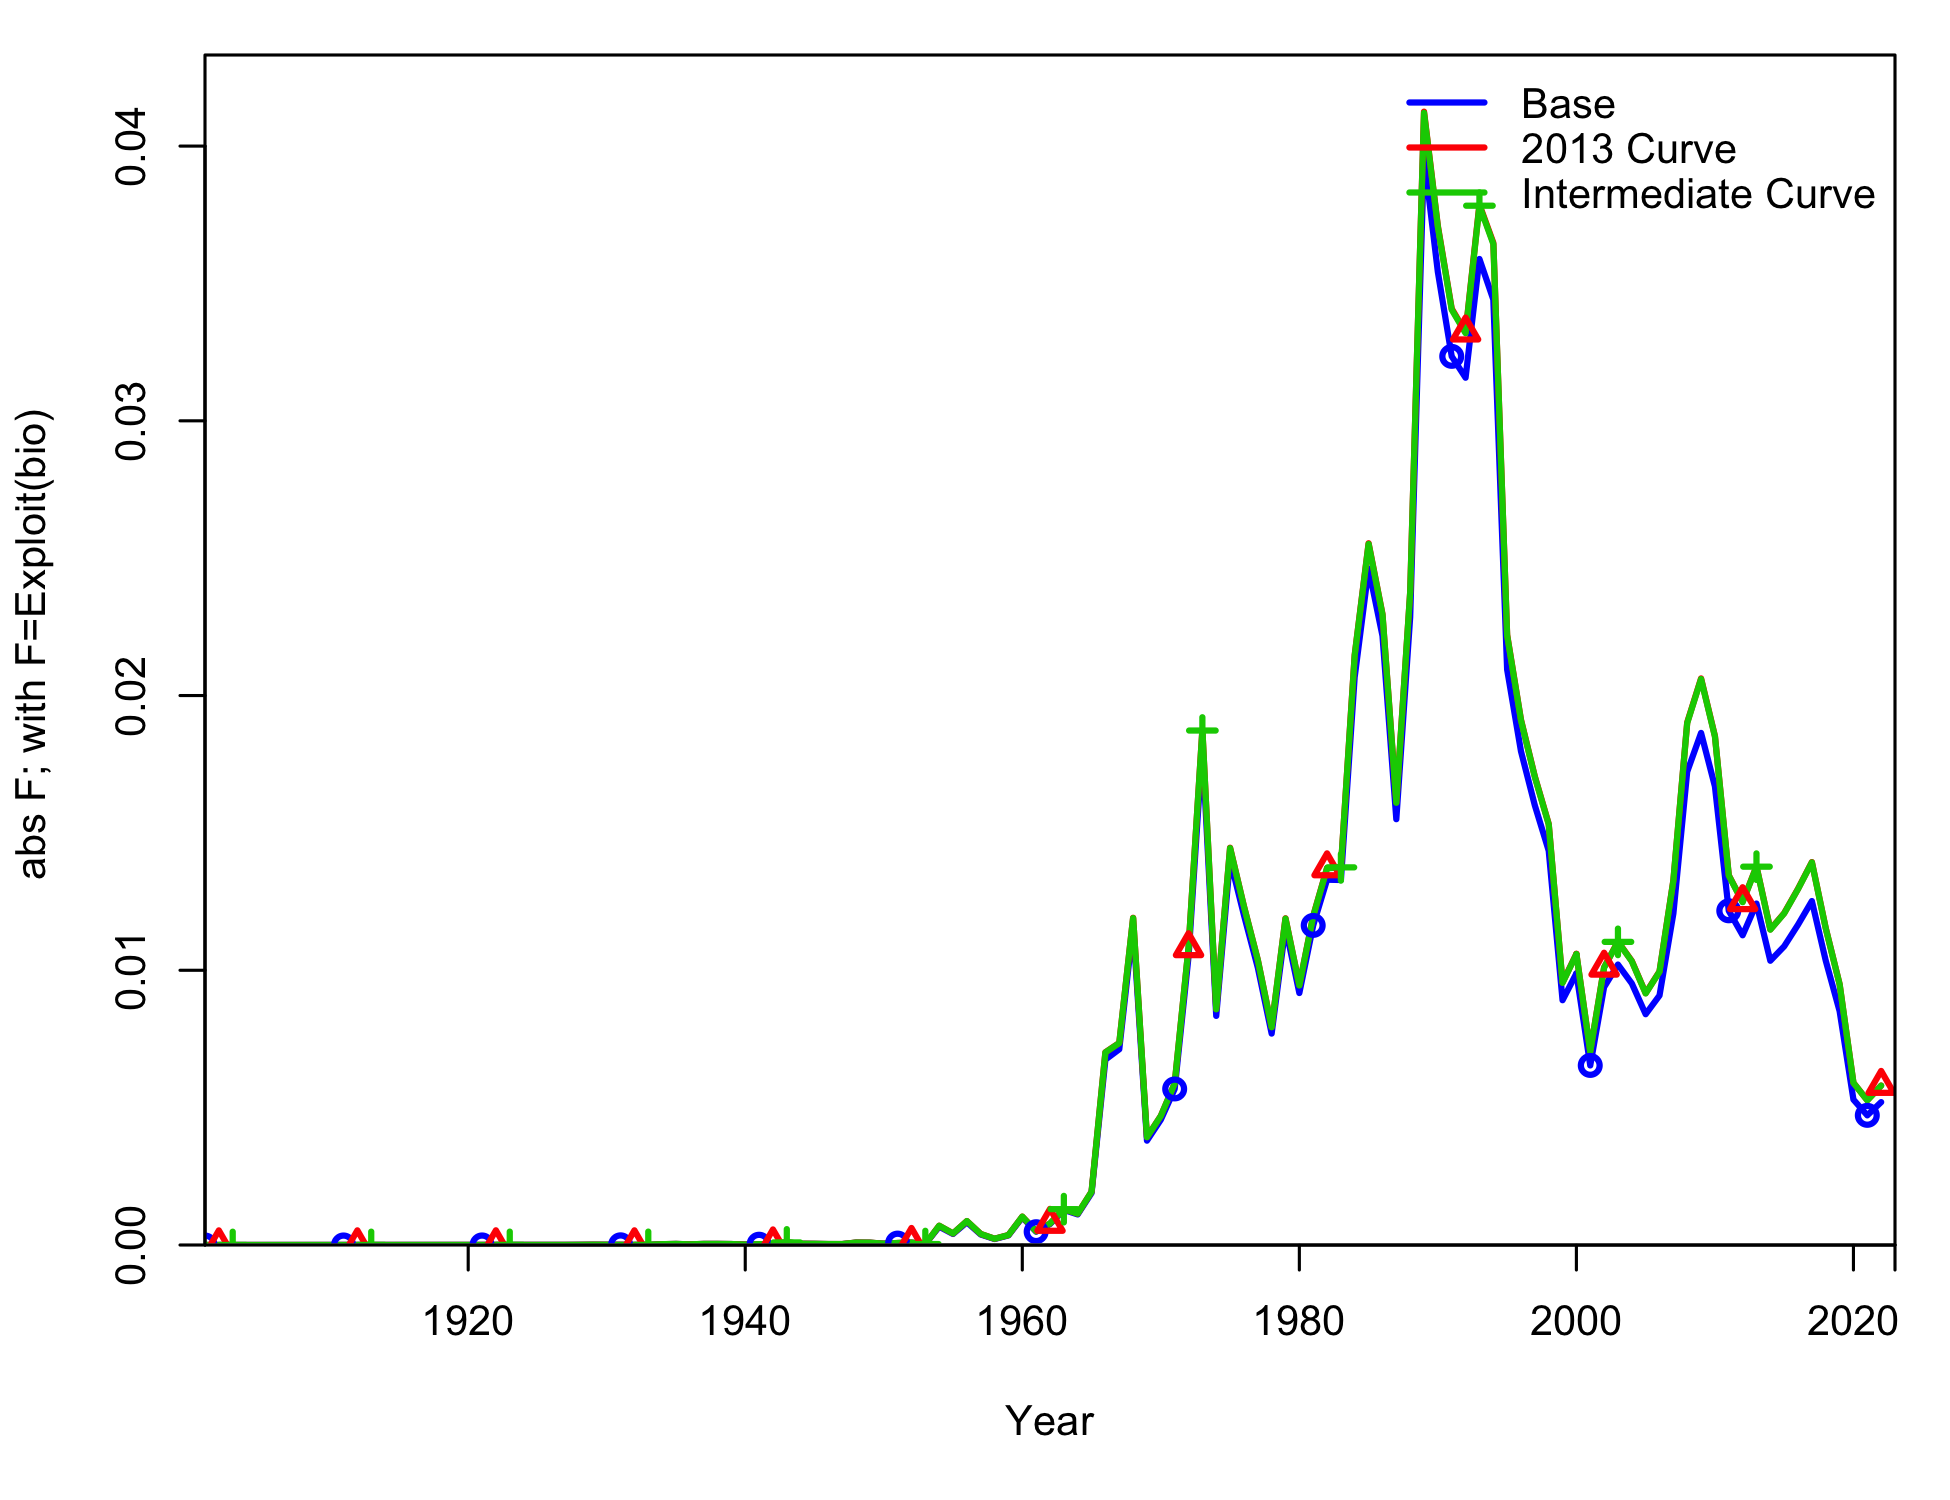 Base
2013 Curve
Intermediate Curve
abs F; with F=Exploit(bio)
0.04
0.03
0.02
0.01
0.00
1920 1940 1960 1980 2000 2020
Year